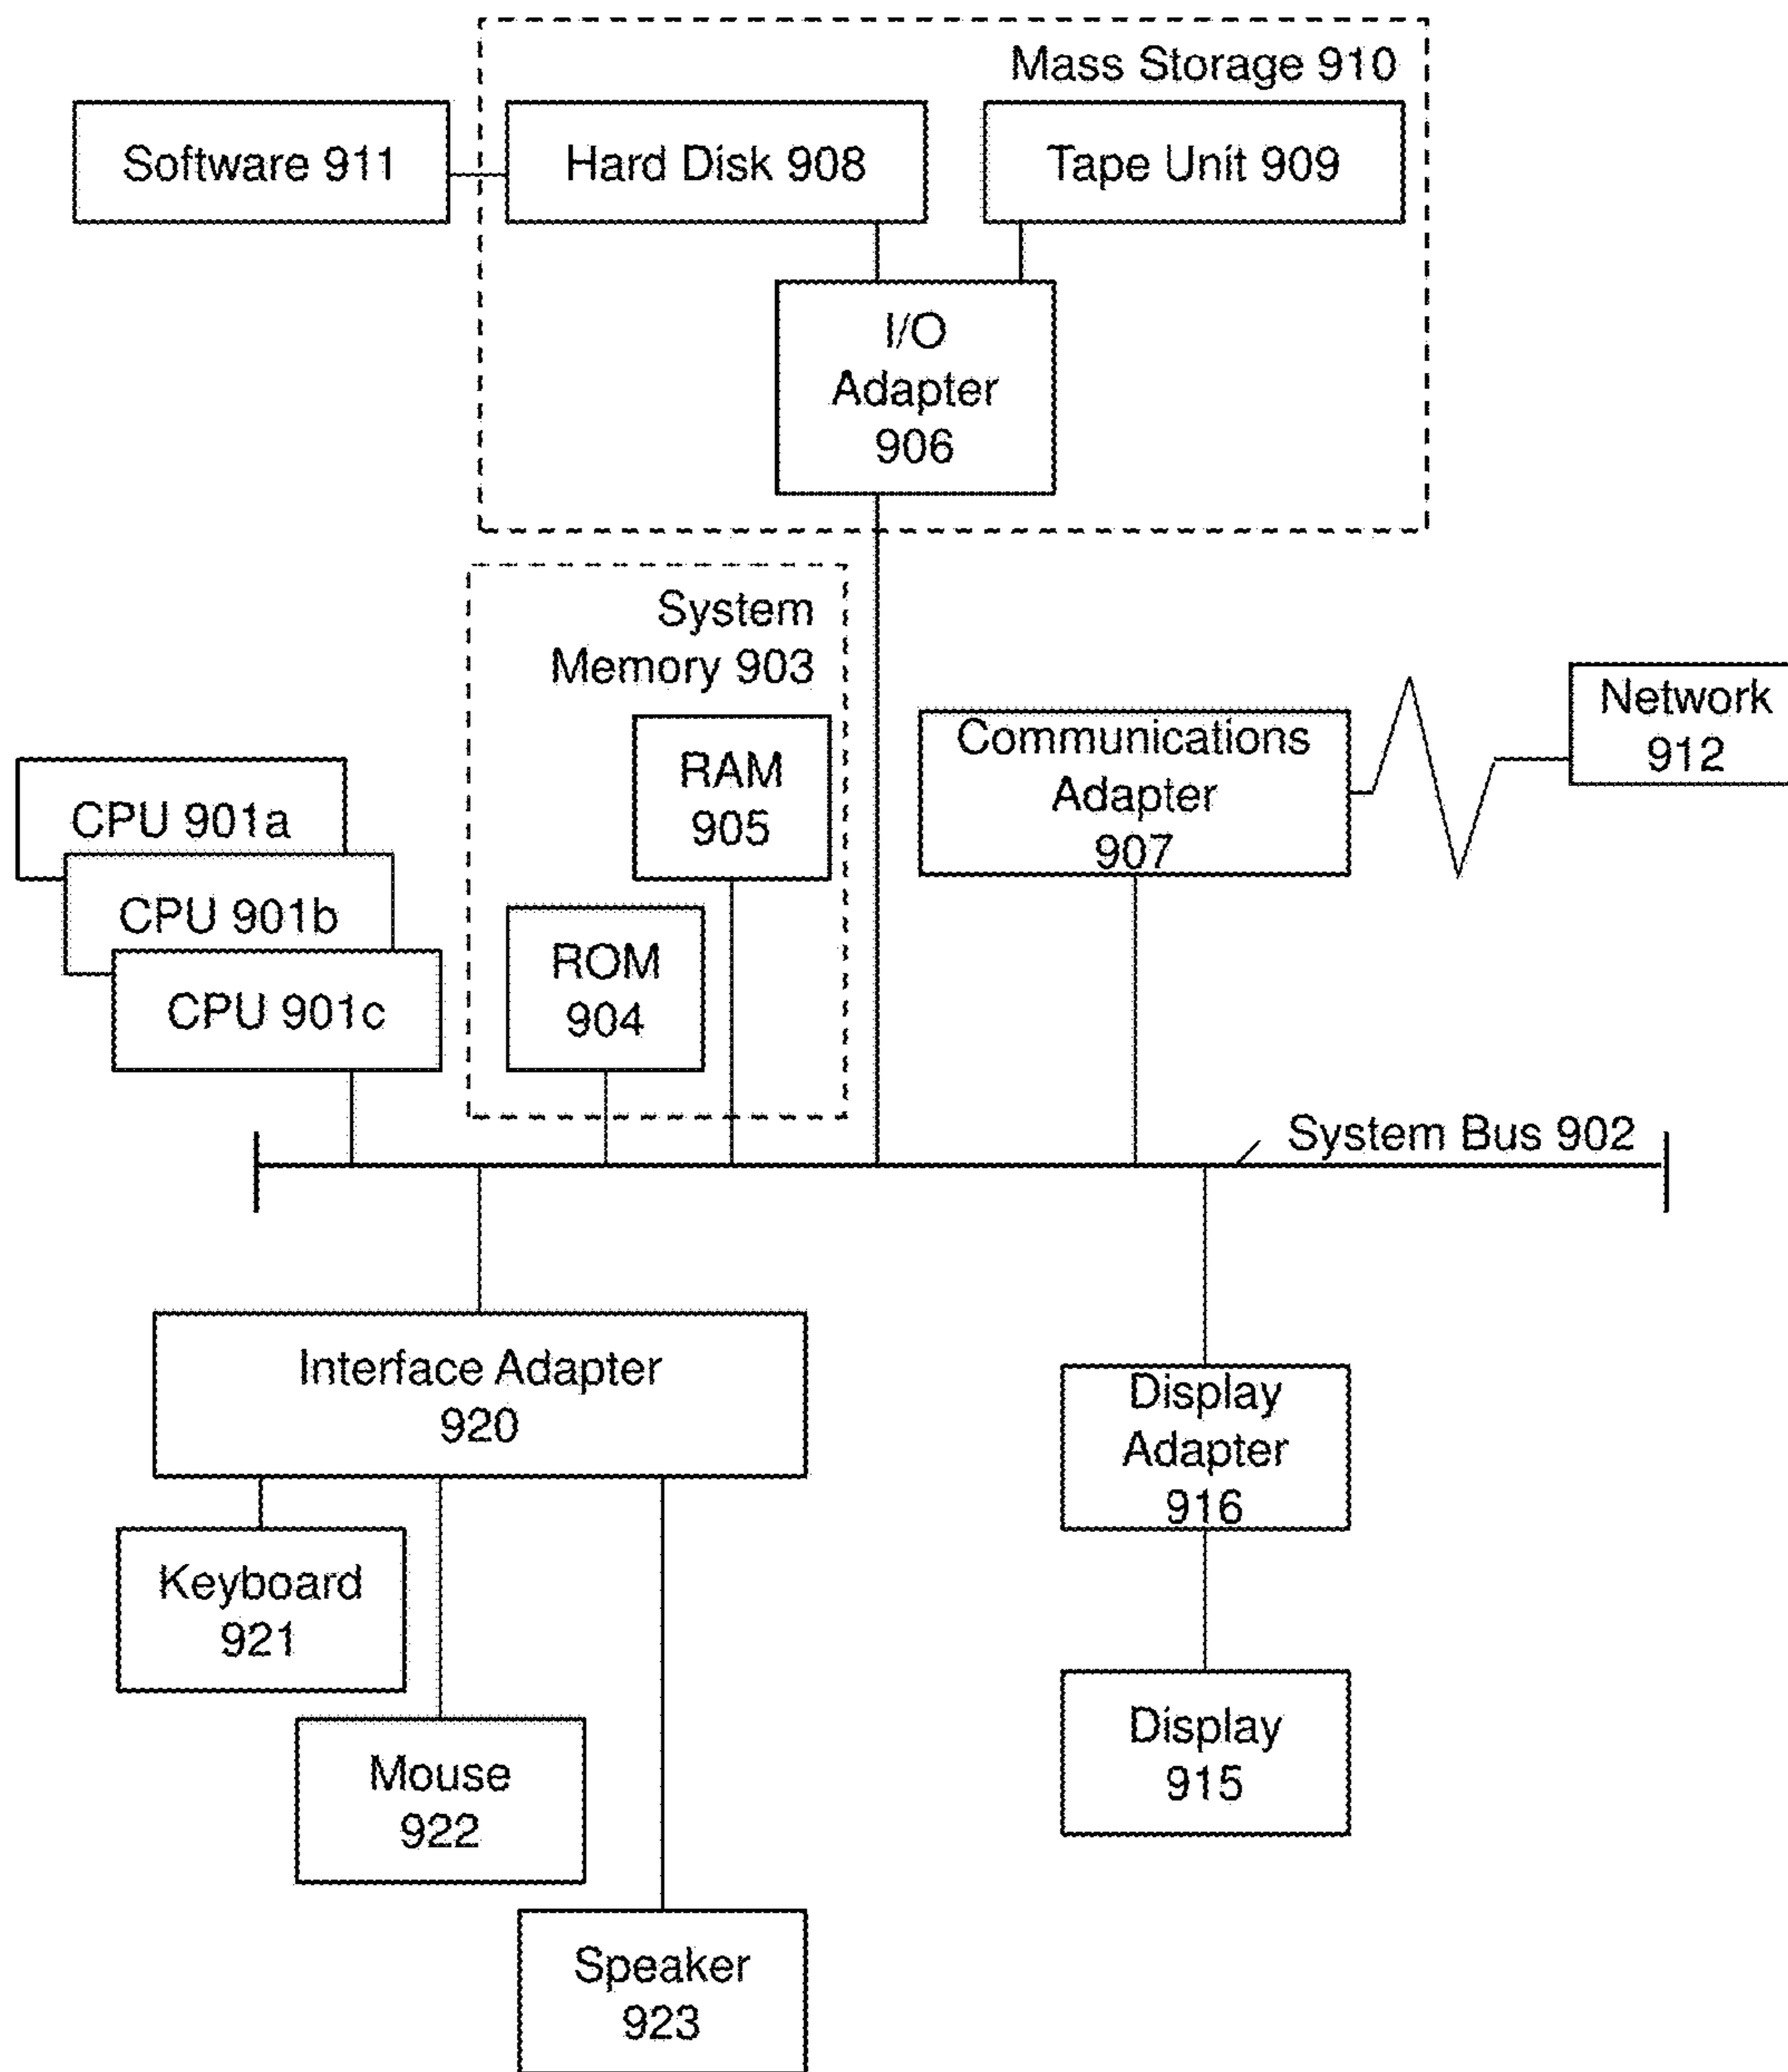 Mass Storage 910
Software 911
Hard Disk 908
Tape Unit 909
I/O
Adapter
906
System
Memory 903
RAM
905
ROM
904
Communications
Adapter
907
Network
912
CPU 901a
CPU 901b
CPU 901c
System Bus 902
Interface Adapter
920
Display
Adapter
916
Keyboard
921
Mouse
922
Speaker
923
Display
915